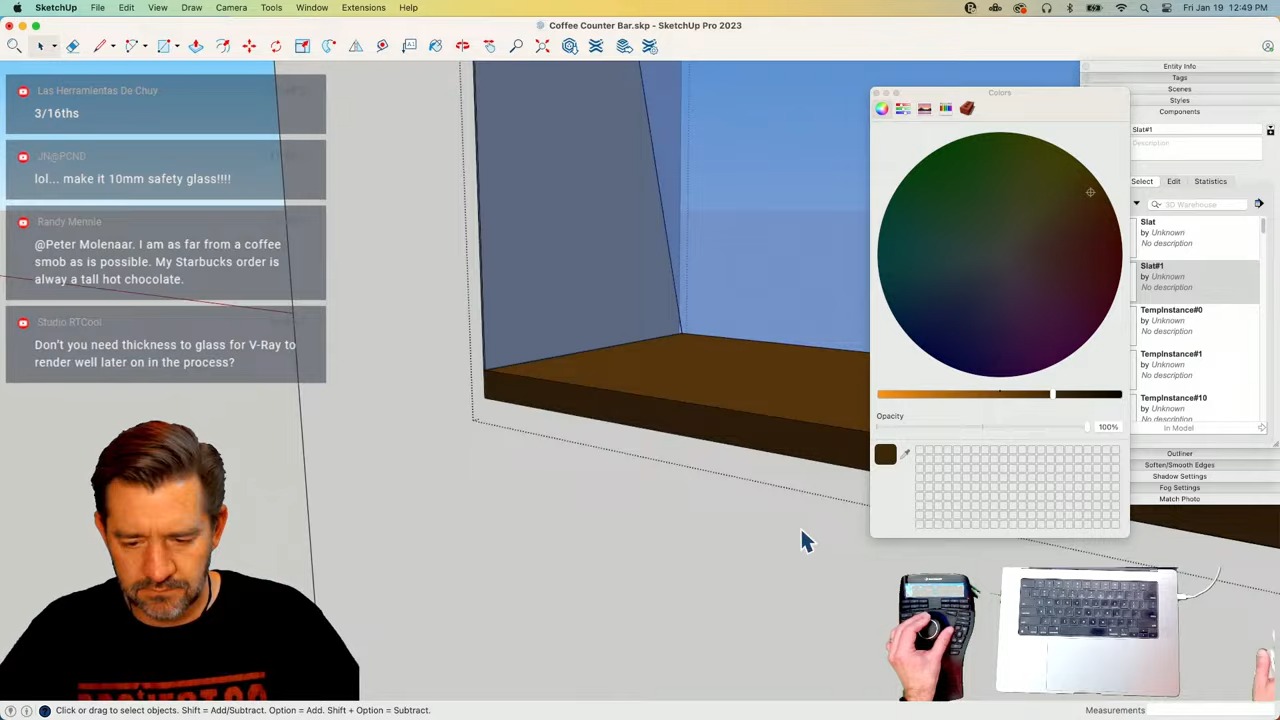 SketchUp File Edit View Draw Camera Tools Window Extensions Help
Fri Jan 19 12:49 PM
Coffee Counter Bar.skp - SketchUp Pro 2023
Las Herramientas De Chuy
3/16ths
JN@PCND
lol... make it 10mm safety glass!!!!
Randy Mennie
@Peter Molenaar. I am as far from a coffee
smob as is possible. My Starbucks order is
alway a tall hot chocolate.
Studio RTCool
Don't you need thickness to glass for V-Ray to
render well later on in the process?
Colors
Opacity
100%
Entity Info
Tags
Scenes
Styles
Components
Slat#1
Description
Select Edit Statistics
3D Warehouse
Slat
by Unknown
No description
Slat#1
by Unknown
No description
TempInstance#0
by Unknown
No description
TempInstance#1
by Unknown
No description
TempInstance#10
by Unknown
No description
In Model
Outliner
Soften/Smooth Edges
Shadow Settings
Fog Settings
Match Photo
Click or drag to select objects. Shift = Add/Subtract. Option = Add. Shift + Option = Subtract.
Measurements